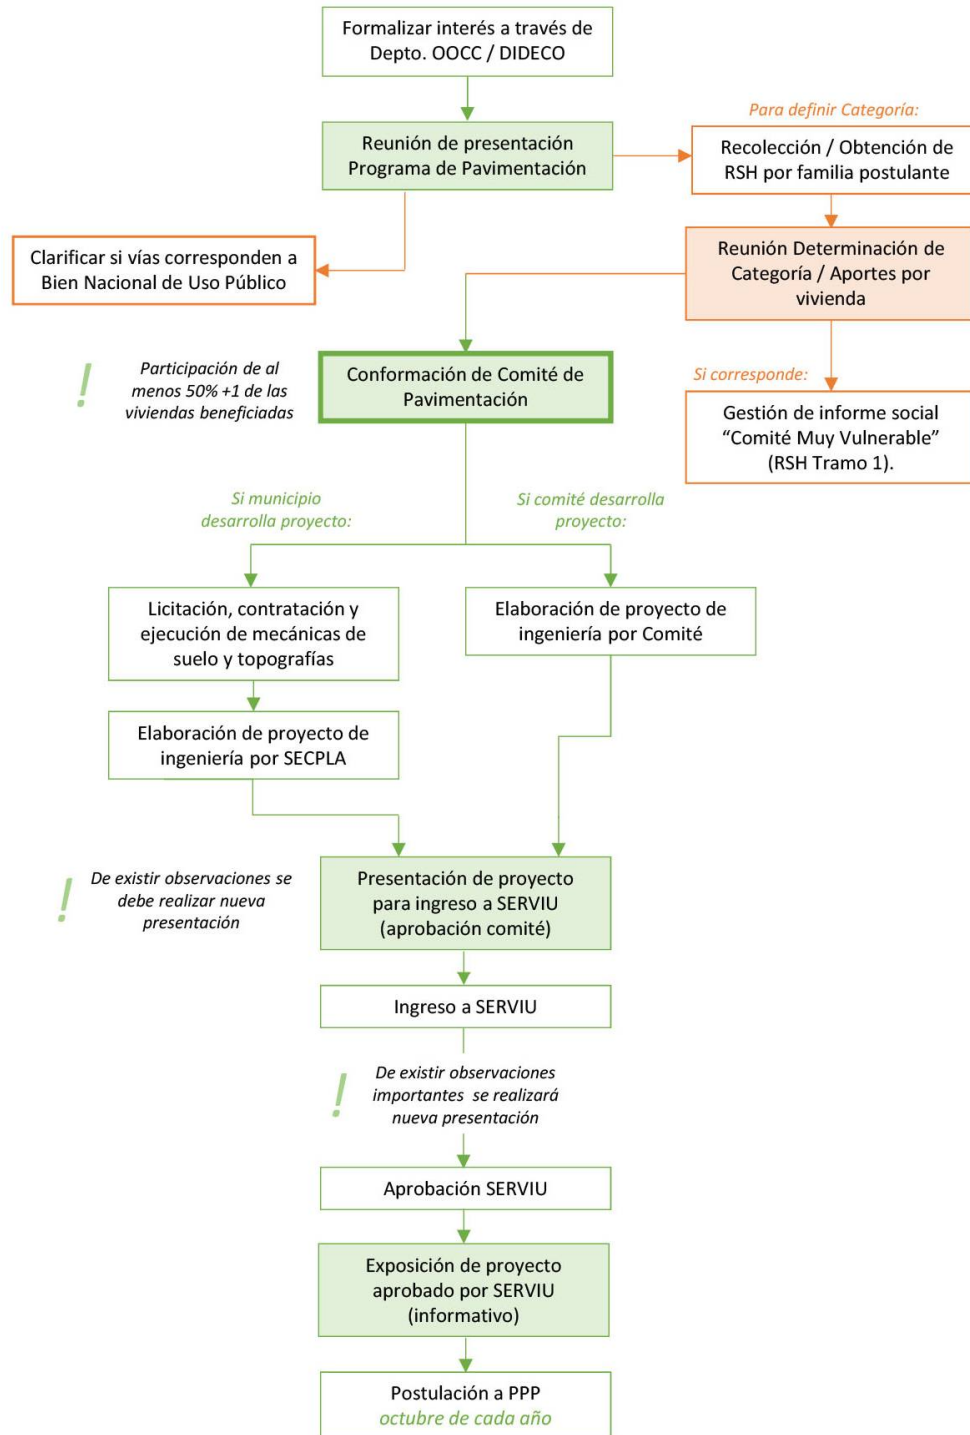 Formalizar interés a través de
Depto. OOCC / DIDECO
Para definir Categoría:
Reunión de presentación
Programa de Pavimentación
Recolección / Obtención de
RSH por familia postulante
Clarificar si vías corresponden a
Bien Nacional de Uso Público
Reunión Determinación de
Categoría / Aportes por
vivienda
!
Participación de al
menos 50% +1 de las
viviendas beneficiadas
Conformación de Comité de
Pavimentación
Si corresponde:
Gestión de informe social
“Comité Muy Vulnerable”
(RSH Tramo 1).
Si municipio
desarrolla proyecto:
Si comité desarrolla
proyecto:
Licitación, contratación y
ejecución de mecánicas de
suelo y topografías
Elaboración de proyecto de
ingeniería por Comité
Elaboración de proyecto de
ingeniería por SECPLA
!
De existir observaciones se
debe realizar nueva
presentación
Presentación de proyecto
para ingreso a SERVIU
(aprobación comité)
Ingreso a SERVIU
!
De existir observaciones
importantes se realizará
nueva presentación
Aprobación SERVIU
Exposición de proyecto
aprobado por SERVIU
(informativo)
Postulación a PPP
octubre de cada año